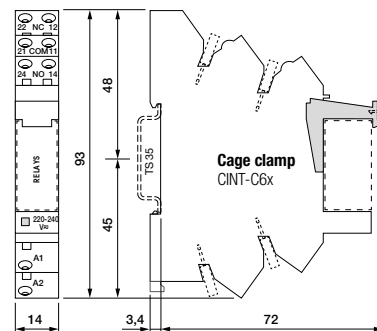 22 NC 12
21 COM 11
24 NO 14
RELAYS
220-240
V≂
A1
A2
14
93
48
45
TS 35
Cage clamp
CINT-C6x
3,4
72